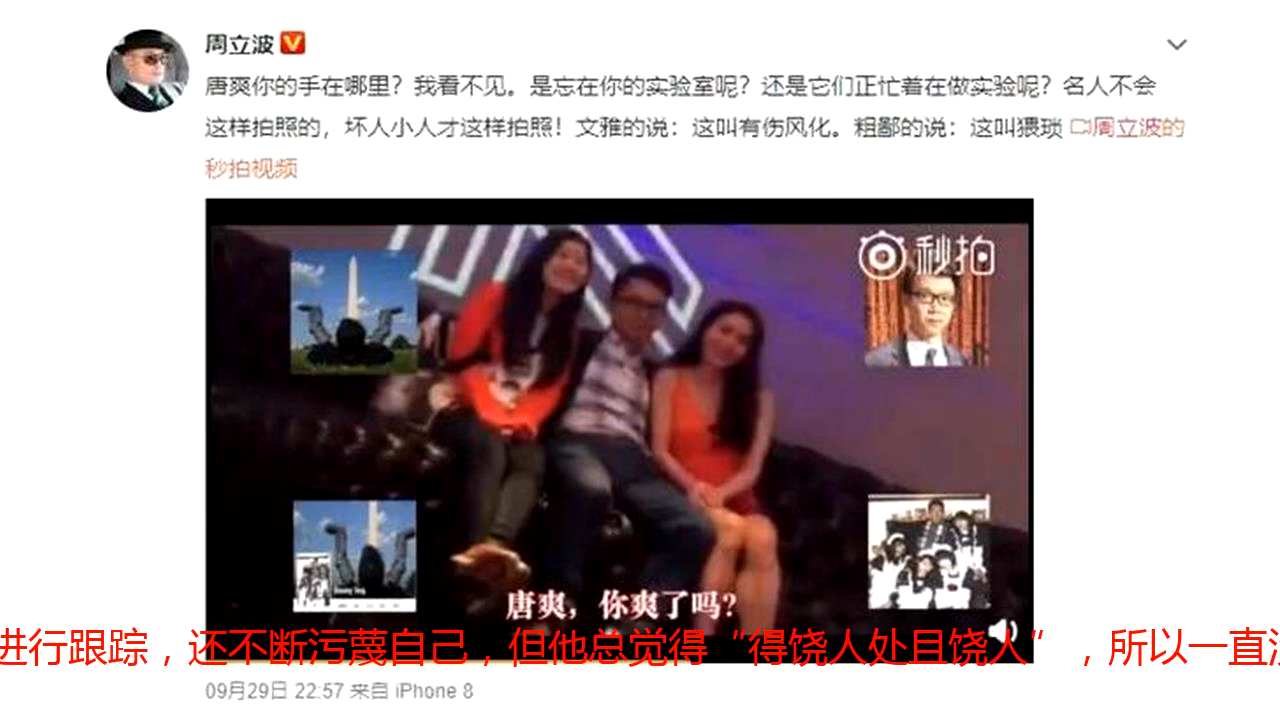 周立波
唐爽你的手在哪里？我看不见。是忘在你的实验室呢？还是它们正忙着在做实验呢？名人不会
这样拍照的，坏人小人才这样拍照！文雅的说：这叫有伤风化。粗鄙的说：这叫猥琐 周立波的
秒拍视频
秒拍
唐爽，你爽了吗？
进行跟踪，还不断污蔑自己，但他总觉得“得饶人处且饶人”，所以一直没
09月29日 22:57 来自 iPhone 8